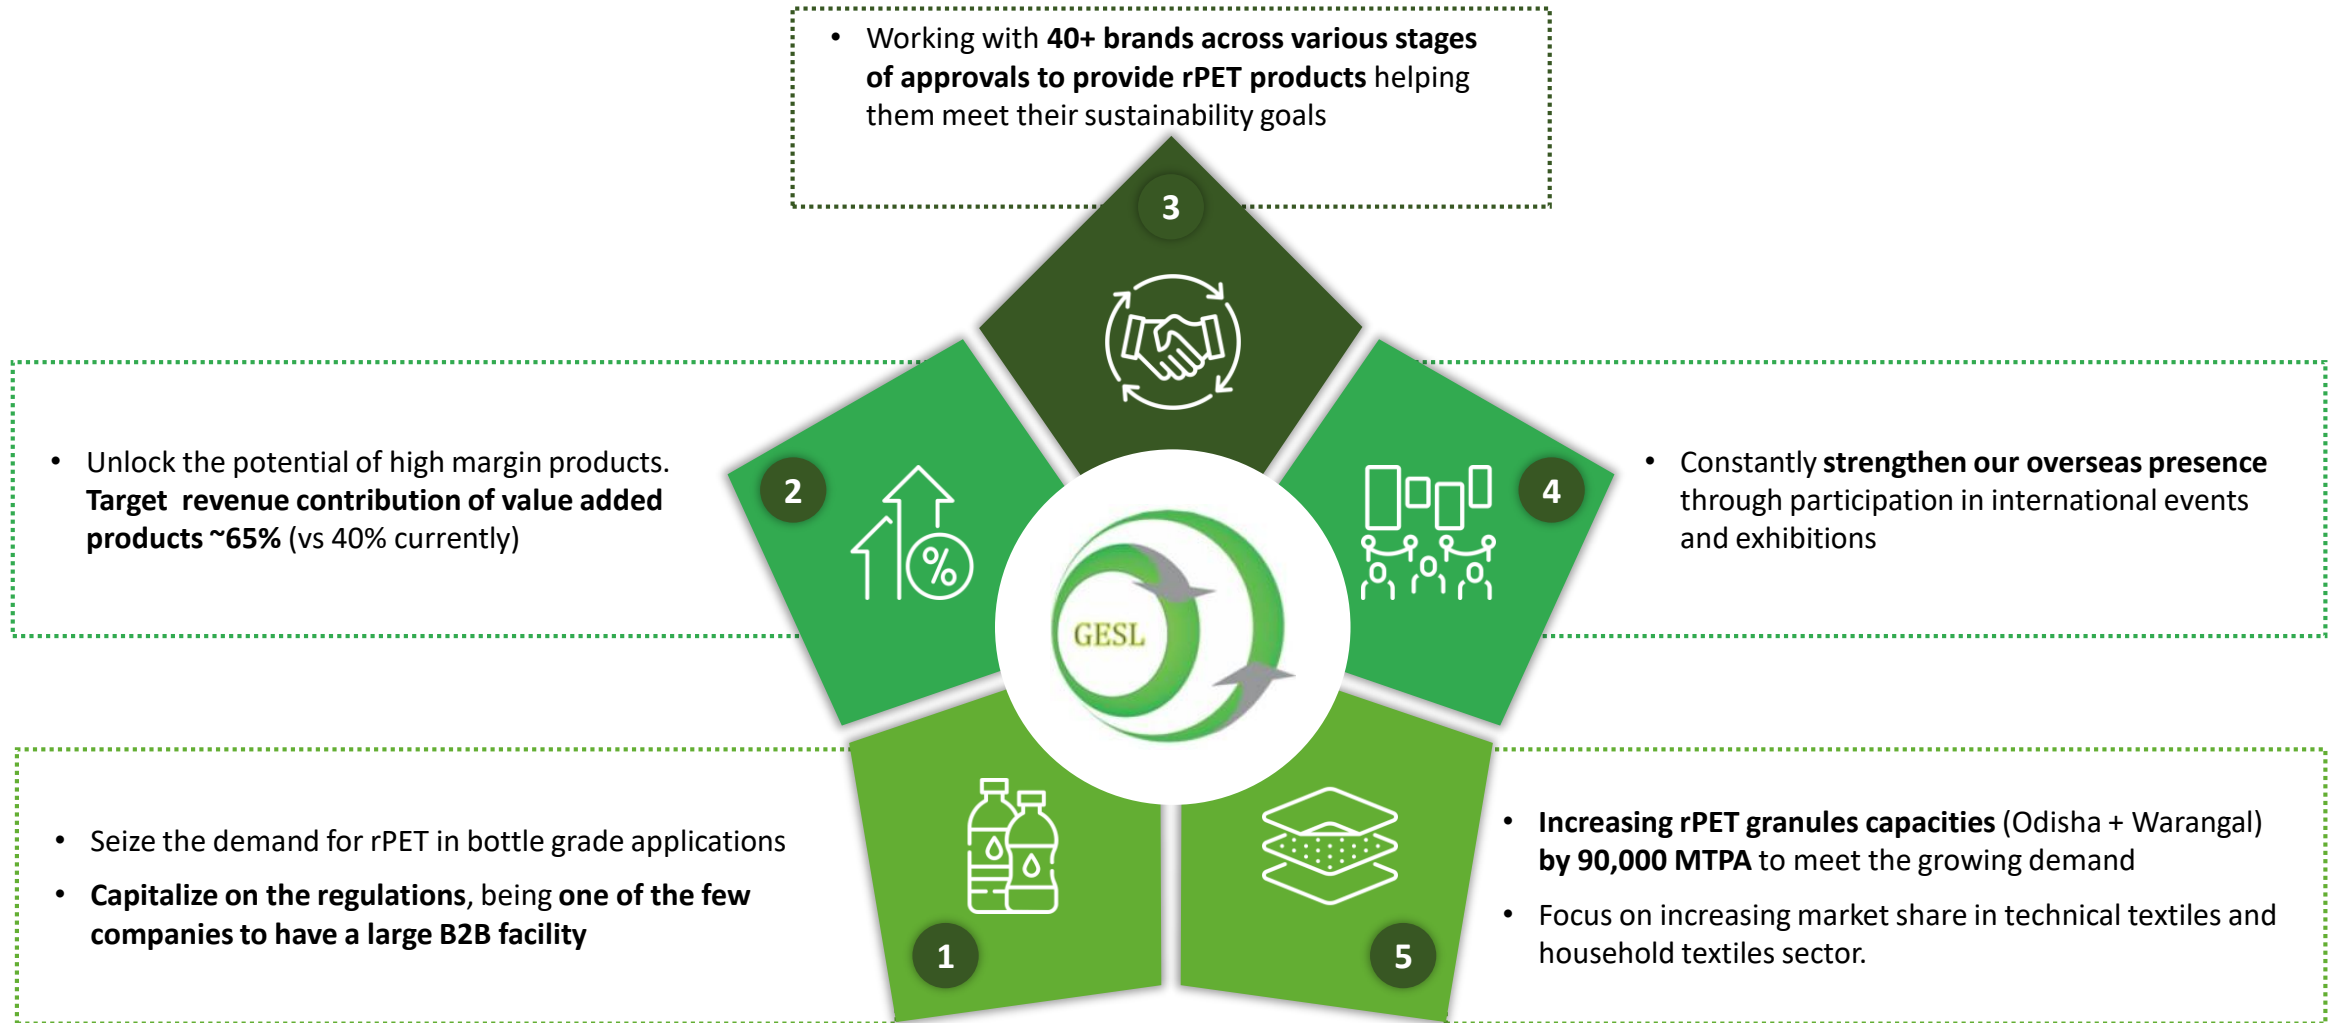 • Working with 40+ brands across various stages
of approvals to provide rPET products helping
them meet their sustainability goals
3
• Unlock the potential of high margin products.
Target  revenue contribution of value added
products ~65% (vs 40% currently)
2
%
4
• Constantly strengthen our overseas presence
through participation in international events
and exhibitions
GESL
• Seize the demand for rPET in bottle grade applications
• Capitalize on the regulations, being one of the few
companies to have a large B2B facility
1
5
• Increasing rPET granules capacities (Odisha + Warangal)
by 90,000 MTPA to meet the growing demand
• Focus on increasing market share in technical textiles and
household textiles sector.